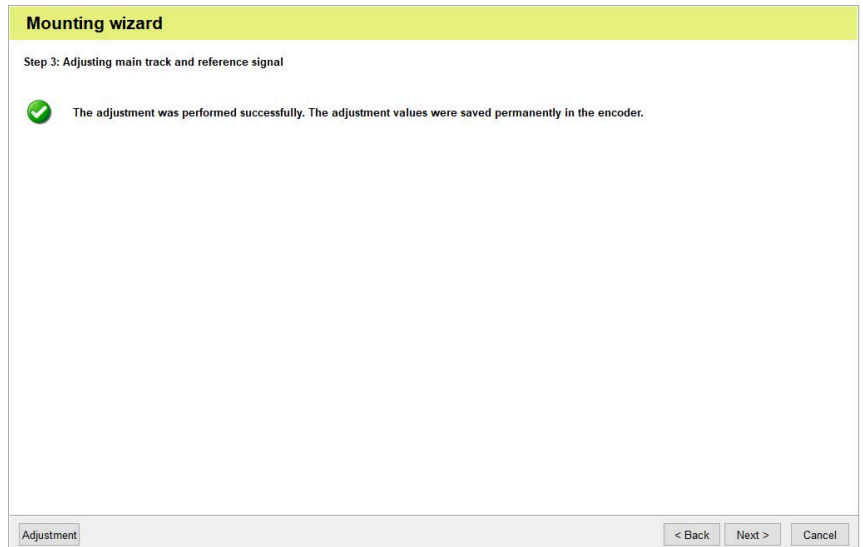 Mounting wizard
Step 3: Adjusting main track and reference signal
The adjustment was performed successfully. The adjustment values were saved permanently in the encoder.
Adjustment
< Back
Next >
Cancel